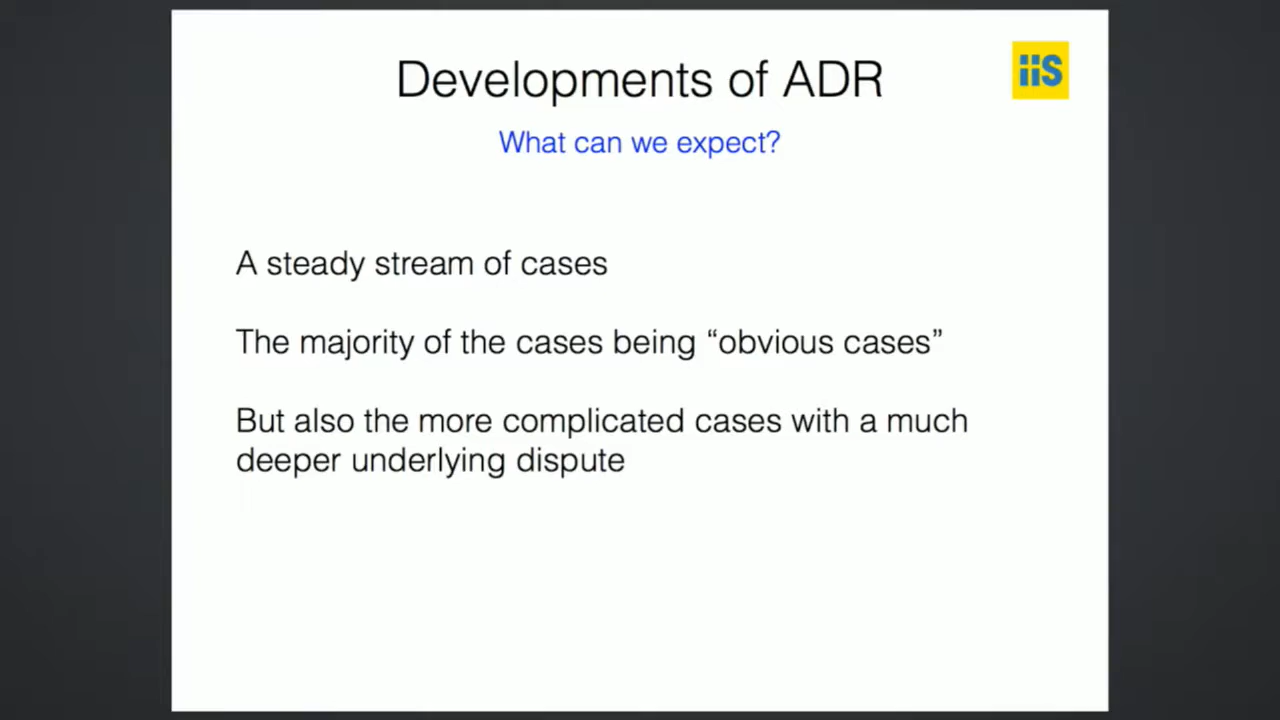 Developments of ADR
iis
What can we expect?
A steady stream of cases
The majority of the cases being “obvious cases”
But also the more complicated cases with a much
deeper underlying dispute